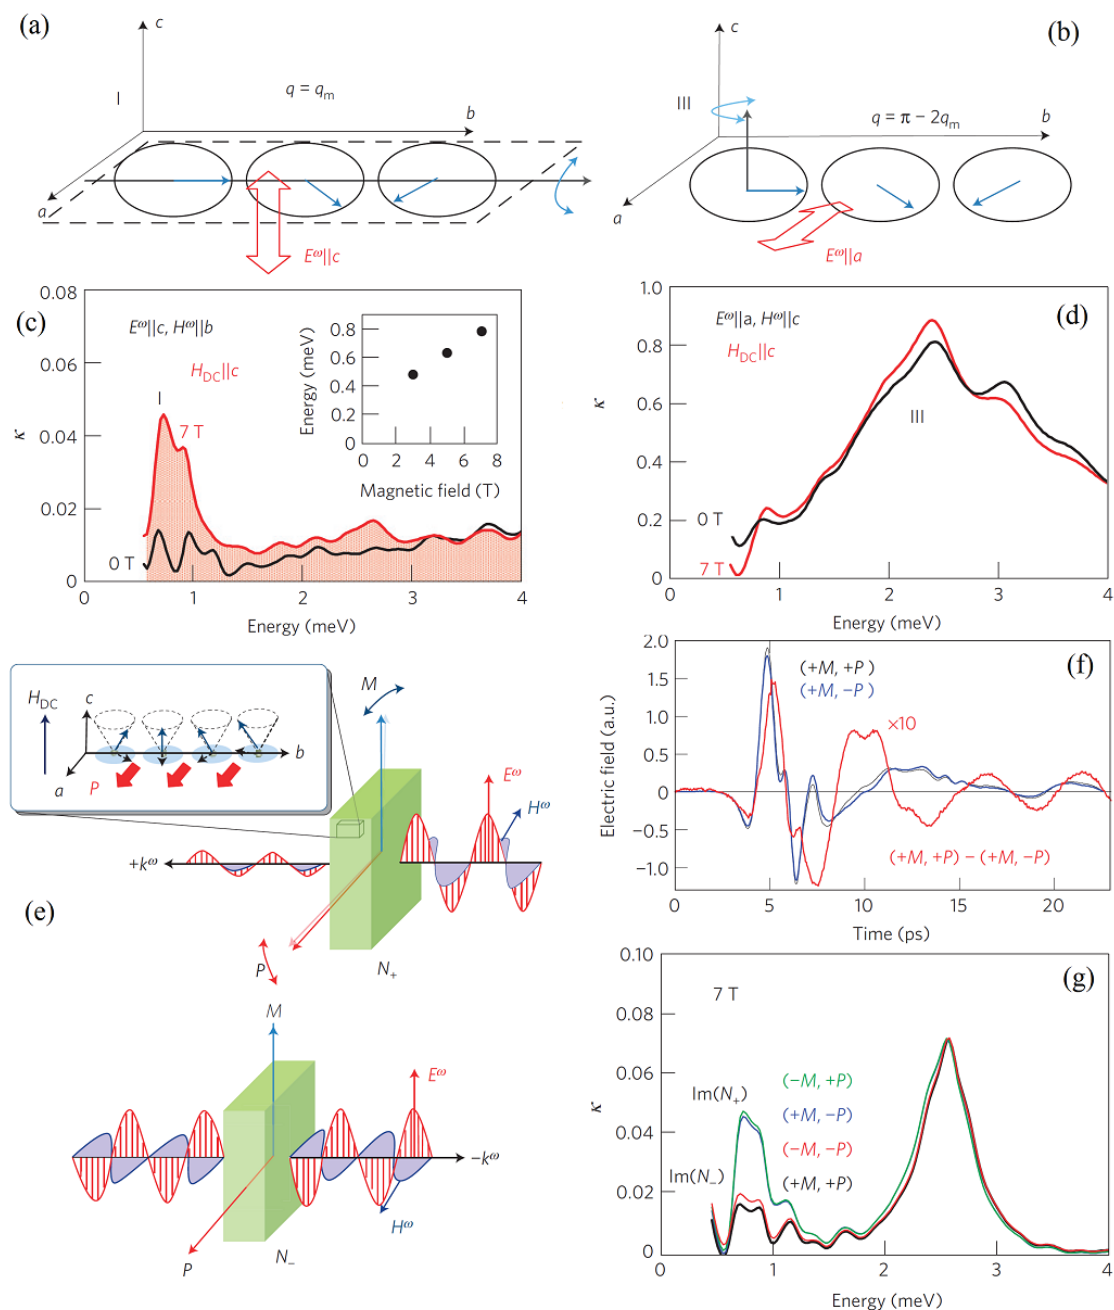 (a)
c
I
q = qm
b
a
Eω||c
(b)
c
III
q = π − 2qm
b
a
Eω||a
(c)
κ
0.08
0.06
0.04
0.02
0
Eω||c, Hω||b
HDC||c
I
7 T
0 T
Energy (meV)
0.8
0.6
0.4
0.2
0
0 2 4 6 8
Magnetic field (T)
0 1 2 3 4
Energy (meV)
(d)
κ
1.0
0.8
0.6
0.4
0.2
0
Eω||a, Hω||c
HDC||c
III
0 T
7 T
0 1 2 3 4
Energy (meV)
HDC
c
b
a
P
M
Eω
Hω
+kω
(e)
P
N+
M
Eω
−kω
Hω
P
N−
(f)
Electric field (a.u.)
2.0
1.5
1.0
0.5
0
−0.5
−1.0
(+M, +P)
(+M, −P)
×10
(+M, +P) − (+M, −P)
0 5 10 15 20
Time (ps)
(g)
κ
0.10
0.08
0.06
0.04
0.02
0
7 T
Im(N+)
Im(N−)
(−M, +P)
(+M, −P)
(−M, −P)
(+M, +P)
0 1 2 3 4
Energy (meV)